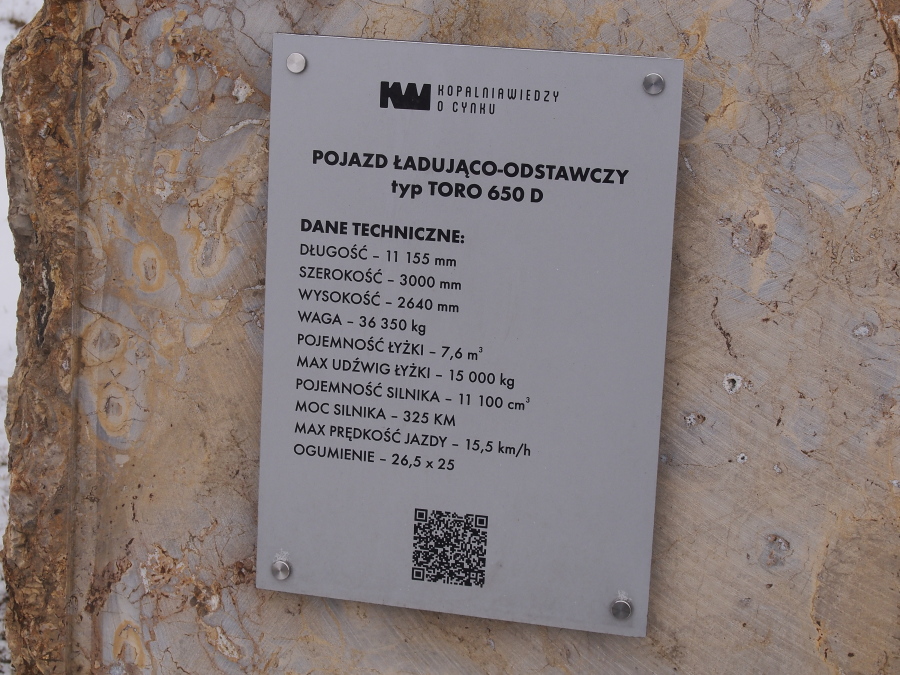 KW KOPALNIAWIEDZY
O CYNKU
POJAZD ŁADUJĄCO-ODSTAWCZY
typ TORO 650 D
DANE TECHNICZNE:
DŁUGOŚĆ – 11 155 mm
SZEROKOŚĆ – 3000 mm
WYSOKOŚĆ – 2640 mm
WAGA – 36 350 kg
POJEMNOŚĆ ŁYŻKI – 7,6 m³
MAX UDŹWIG ŁYŻKI – 15 000 kg
POJEMNOŚĆ SILNIKA – 11 100 cm³
MOC SILNIKA – 325 KM
MAX PRĘDKOŚĆ JAZDY – 15,5 km/h
OGUMIENIE – 26,5 x 25